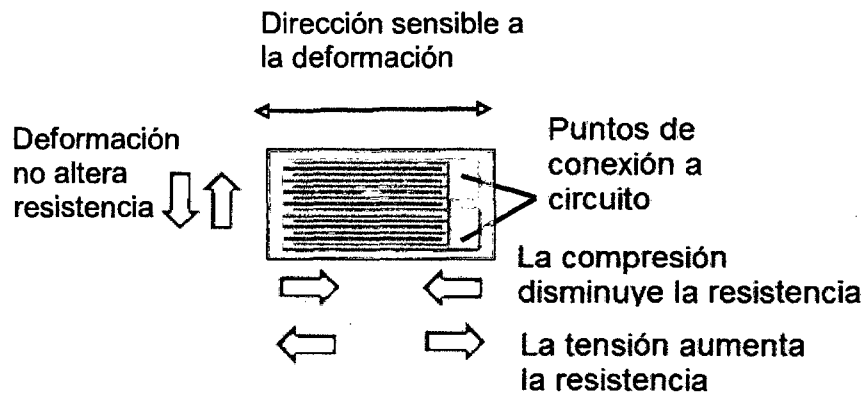 Dirección sensible a
la deformación
Deformación
no altera
resistencia
Puntos de
conexión a
circuito
La compresión
disminuye la resistencia
La tensión aumenta
la resistencia